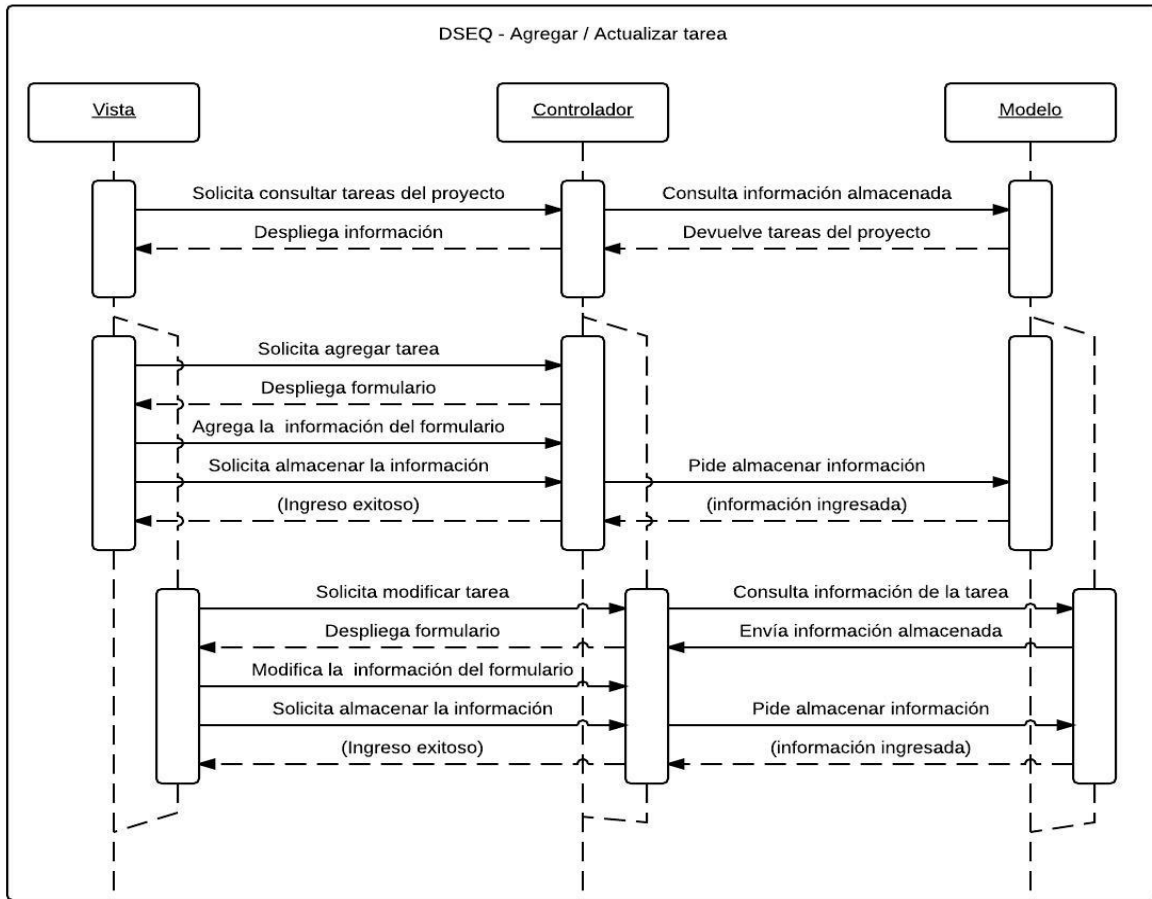 DSEQ - Agregar / Actualizar tarea
Vista
Controlador
Modelo
Solicita consultar tareas del proyecto
Consulta información almacenada
Despliega información
Devuelve tareas del proyecto
Solicita agregar tarea
Despliega formulario
Agrega la información del formulario
Solicita almacenar la información
Pide almacenar información
(Ingreso exitoso)
(información ingresada)
Solicita modificar tarea
Consulta información de la tarea
Despliega formulario
Envía información almacenada
Modifica la información del formulario
Solicita almacenar la información
Pide almacenar información
(Ingreso exitoso)
(información ingresada)